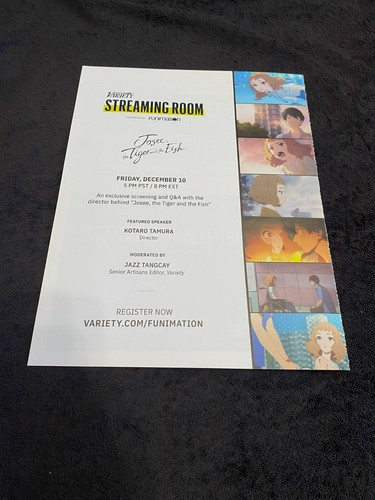 VARIETY
STREAMING ROOM
PRESENTED BY FUNIMATION
Josee,
the Tiger and the Fish
FRIDAY, DECEMBER 10
5 PM PST / 8 PM EST
An exclusive screening and Q&A with the
director behind "Josee, the Tiger and the Fish"
FEATURED SPEAKER
KOTARO TAMURA
Director
MODERATED BY
JAZZ TANGCAY
Senior Artisans Editor, Variety
REGISTER NOW
VARIETY.COM/FUNIMATION